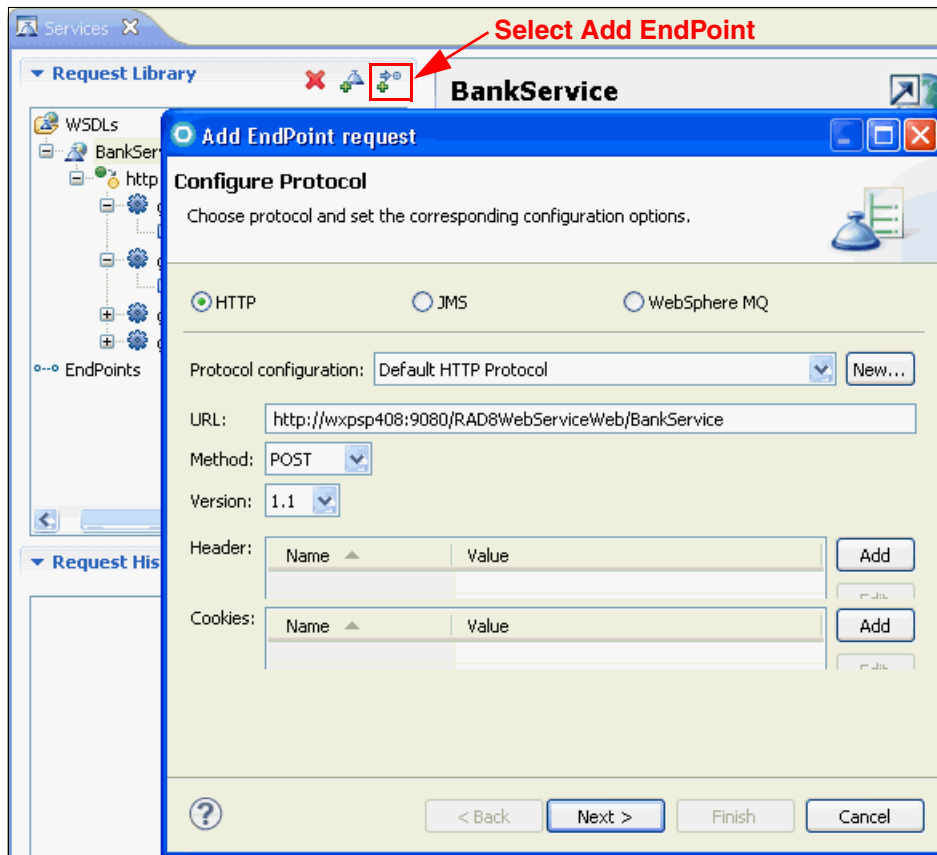 Services
Select Add EndPoint
Request Library
BankService
WSDLs
BankSer
http
EndPoints
Request His
Add EndPoint request
Configure Protocol
Choose protocol and set the corresponding configuration options.
HTTP JMS WebSphere MQ
Protocol configuration: Default HTTP Protocol New...
URL: http://wxpsp408:9080/RAD8WebServiceWeb/BankService
Method: POST
Version: 1.1
Header: Name Value Add
Cookies: Name Value Add
< Back Next > Finish Cancel